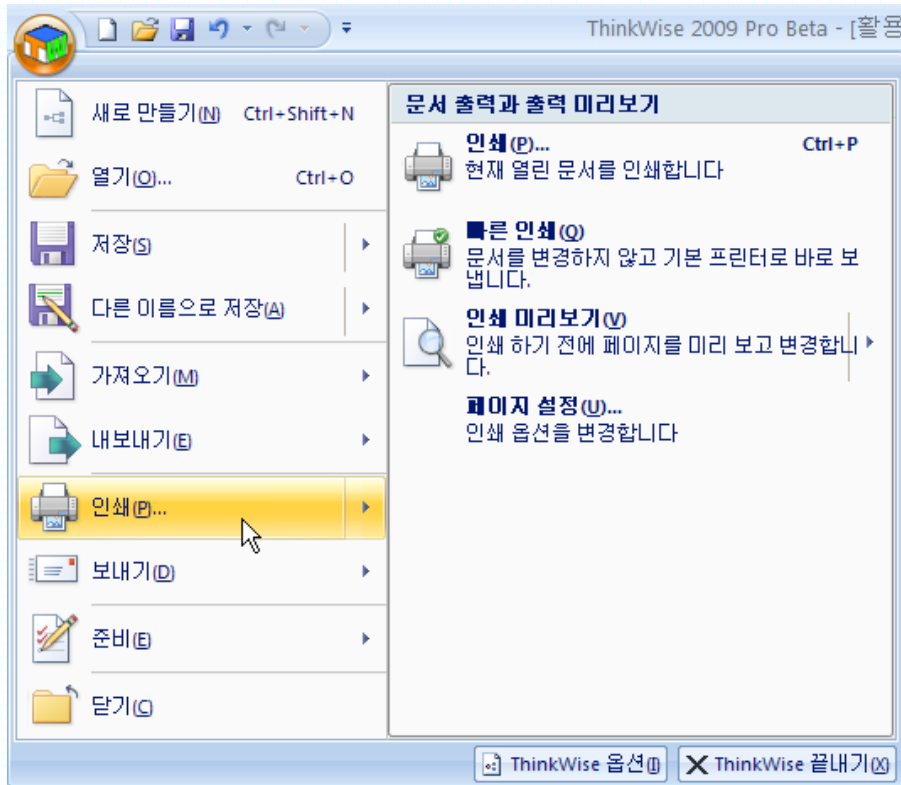 ThinkWise 2009 Pro Beta - [활용
새로 만들기(N) Ctrl+Shift+N
열기(O)... Ctrl+O
저장(S)
다른 이름으로 저장(A)
가져오기(M)
내보내기(E)
인쇄(P)...
보내기(D)
준비(E)
닫기(C)
문서 출력과 출력 미리보기
인쇄(P)... Ctrl+P
현재 열린 문서를 인쇄합니다
빠른 인쇄(Q)
문서를 변경하지 않고 기본 프린터로 바로 보
냅니다.
인쇄 미리보기(V)
인쇄 하기 전에 페이지를 미리 보고 변경합니
다.
페이지 설정(U)...
인쇄 옵션을 변경합니다
ThinkWise 옵션(I) ThinkWise 끝내기(X)